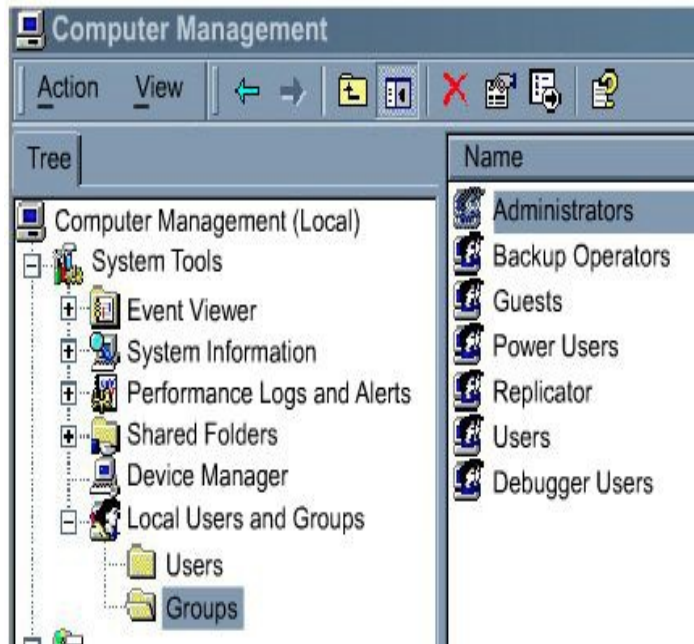 Computer Management
Action View
Tree
Computer Management (Local)
System Tools
Event Viewer
System Information
Performance Logs and Alerts
Shared Folders
Device Manager
Local Users and Groups
Users
Groups
Name
Administrators
Backup Operators
Guests
Power Users
Replicator
Users
Debugger Users